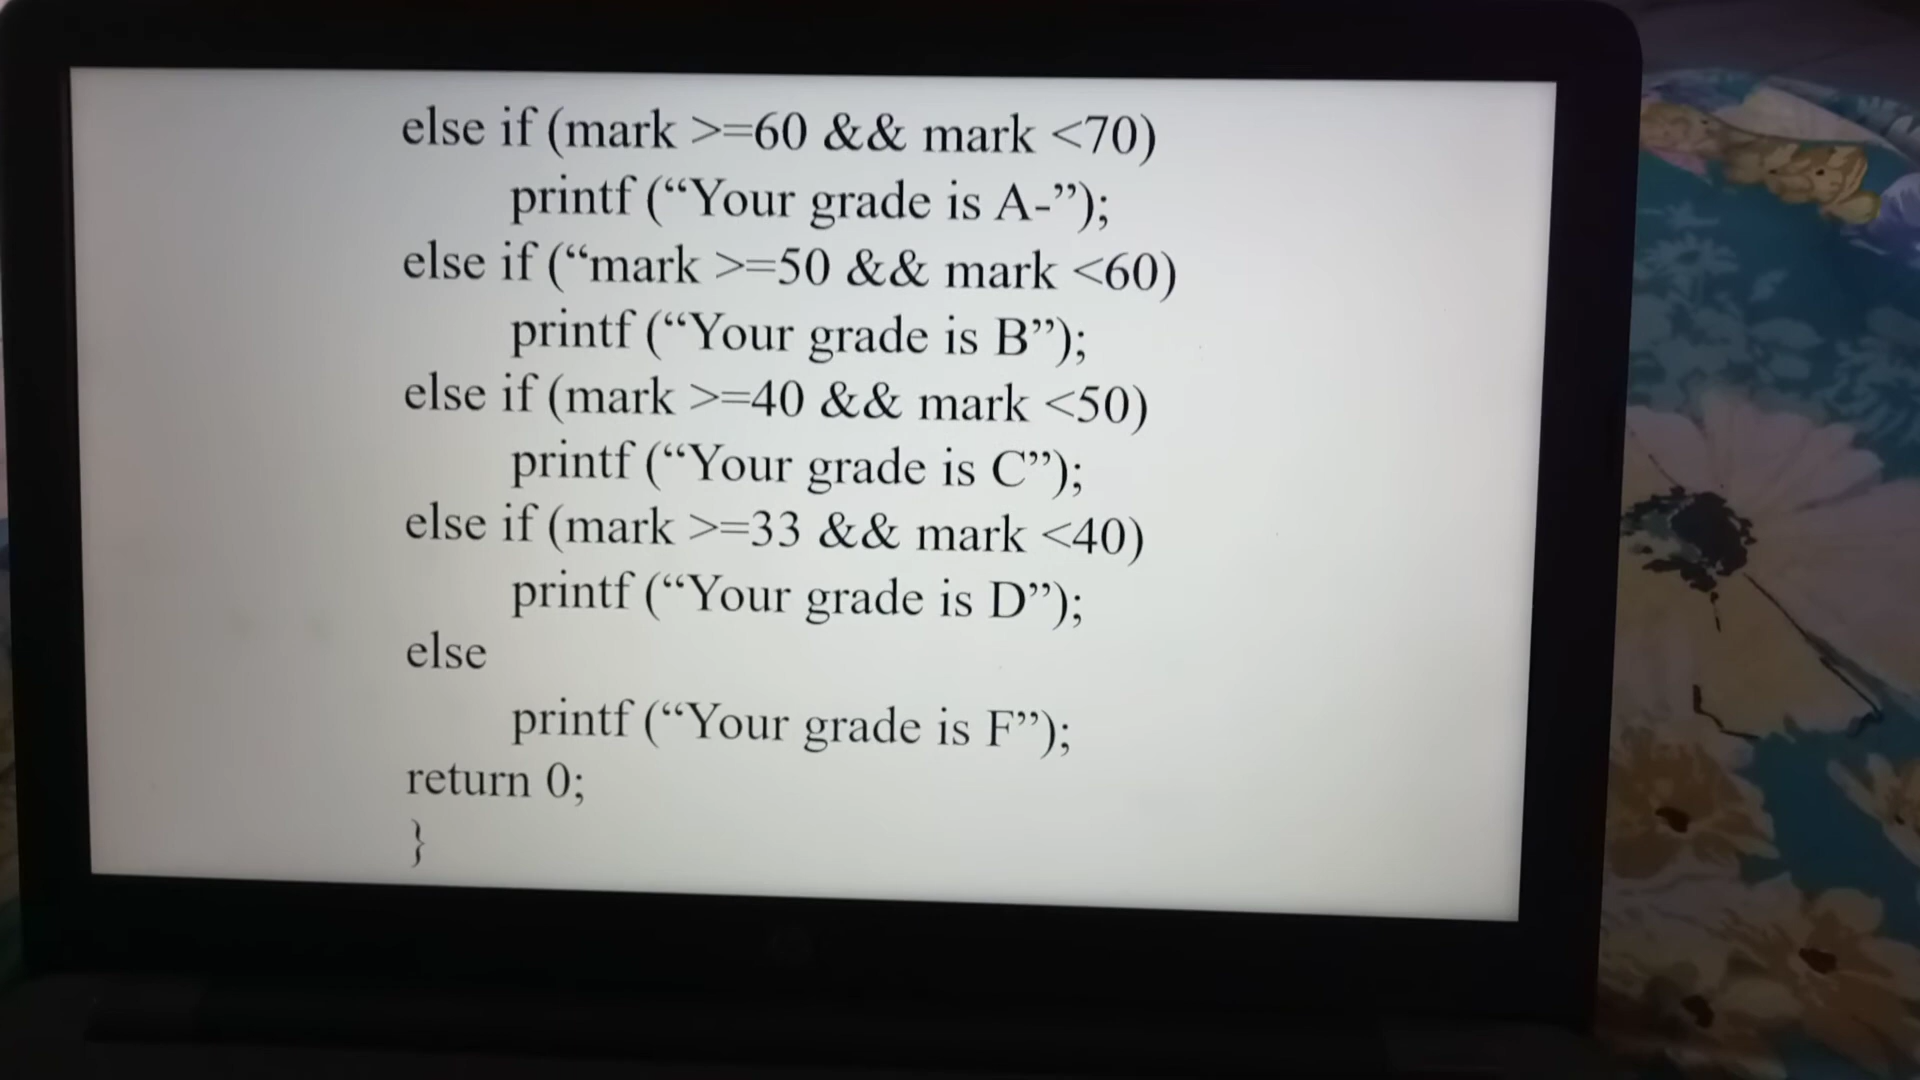 else if (mark >=60 && mark <70)
printf (“Your grade is A-”);
else if (“mark >=50 && mark <60)
printf (“Your grade is B”);
else if (mark >=40 && mark <50)
printf (“Your grade is C”);
else if (mark >=33 && mark <40)
printf (“Your grade is D”);
else
printf (“Your grade is F”);
return 0;
}